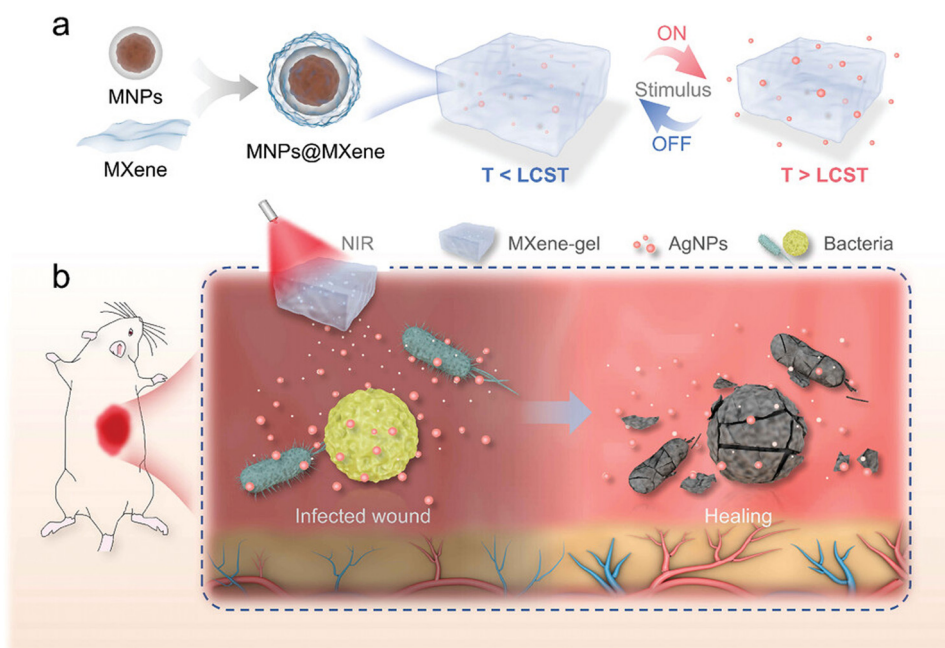 a
MNPs
MXene
MNPs@MXene
ON
Stimulus
OFF
T < LCST
T > LCST
NIR
MXene-gel
AgNPs
Bacteria
b
Infected wound
Healing